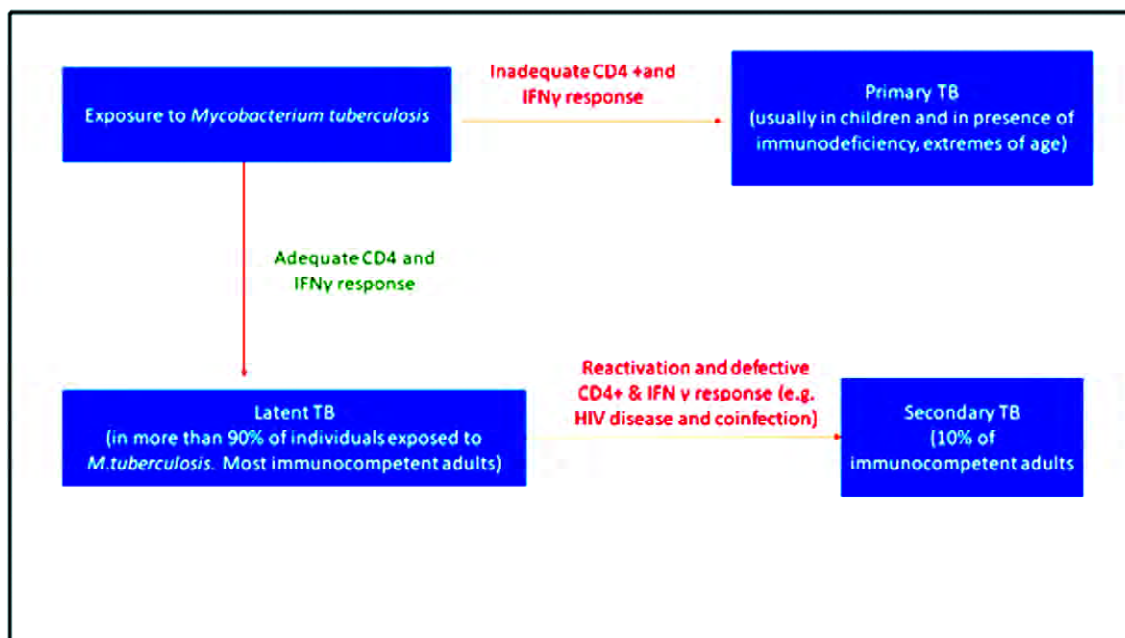 Exposure to Mycobacterium tuberculosis
Inadequate CD4 +and
IFNγ response
Primary TB
(usually in children and in presence of
immunodeficiency, extremes of age)
Adequate CD4 and
IFNγ response
Latent TB
(in more than 90% of individuals exposed to
M.tuberculosis. Most immunocompetent adults)
Reactivation and defective
CD4+ & IFN γ response (e.g.
HIV disease and coinfection)
Secondary TB
(10% of
immunocompetent adults